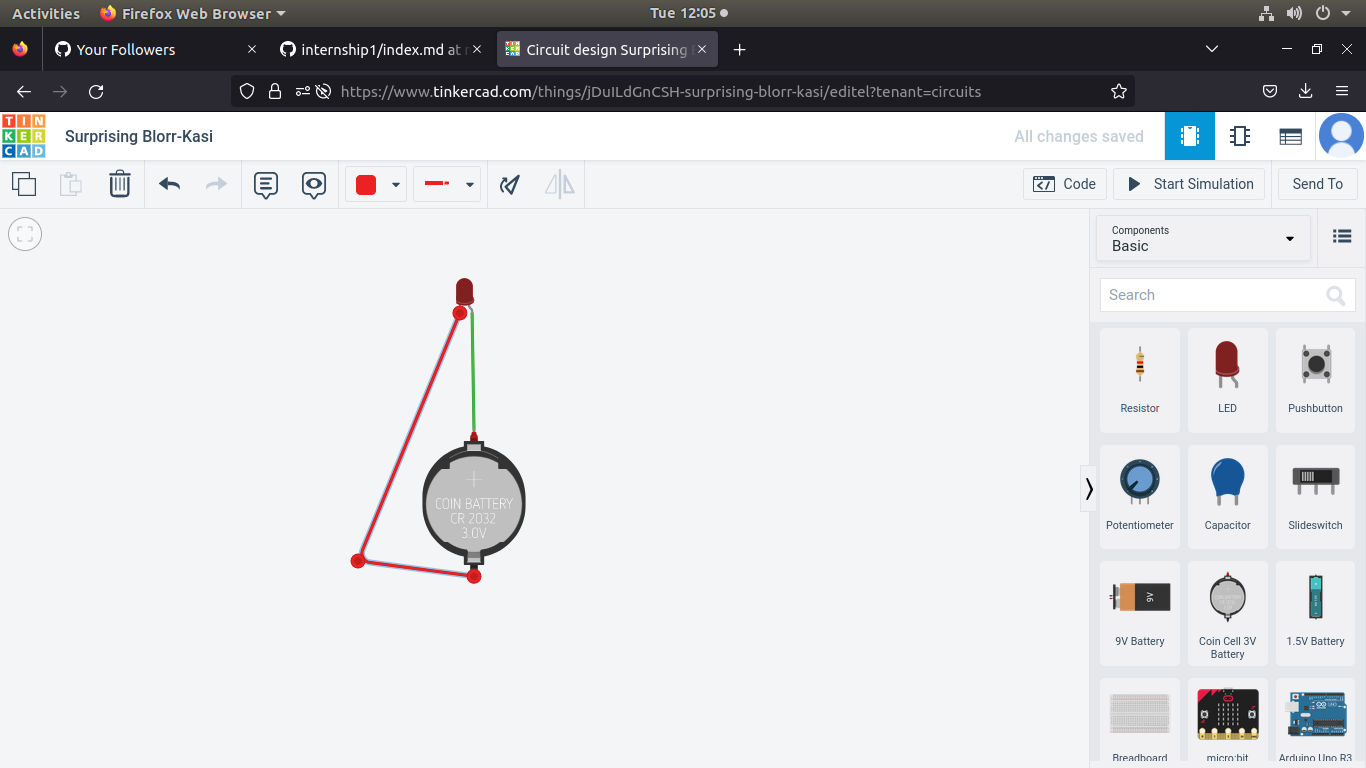 Activities Firefox Web Browser Tue 12:05
Your Followers internship1/index.md at r Circuit design Surprising
https://www.tinkercad.com/things/jDuILdGnCSH-surprising-blorr-kasi/editel?tenant=circuits
TIN
KER
CAD
Surprising Blorr-Kasi All changes saved
Code Start Simulation Send To
Components
Basic
Search
Resistor LED Pushbutton
Potentiometer Capacitor Slideswitch
9V
9V Battery Coin Cell 3V Battery 1.5V Battery
Breadboard micro:bit Arduino Uno R3
COIN BATTERY
CR 2032
3.0V